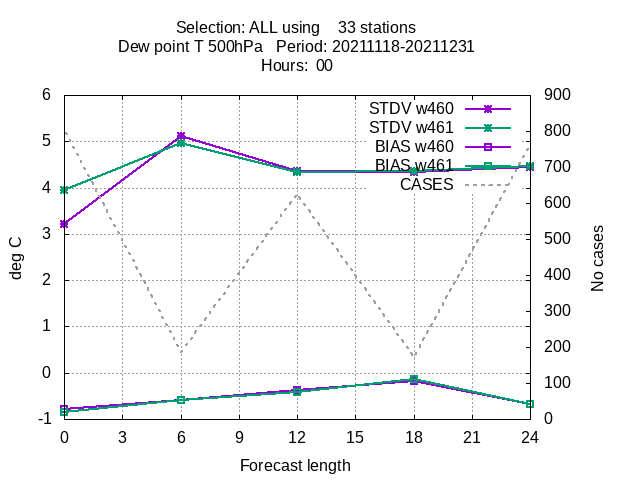 Selection: ALL using    33 stations
Dew point T 500hPa   Period: 20211118-20211231
Hours:  00
6
5
4
3
2
1
0
-1
900
800
700
600
500
400
300
200
100
0
STDV w460
STDV w461
BIAS w460
BIAS w461
CASES
deg C
No cases
0 3 6 9 12 15 18 21 24
Forecast length